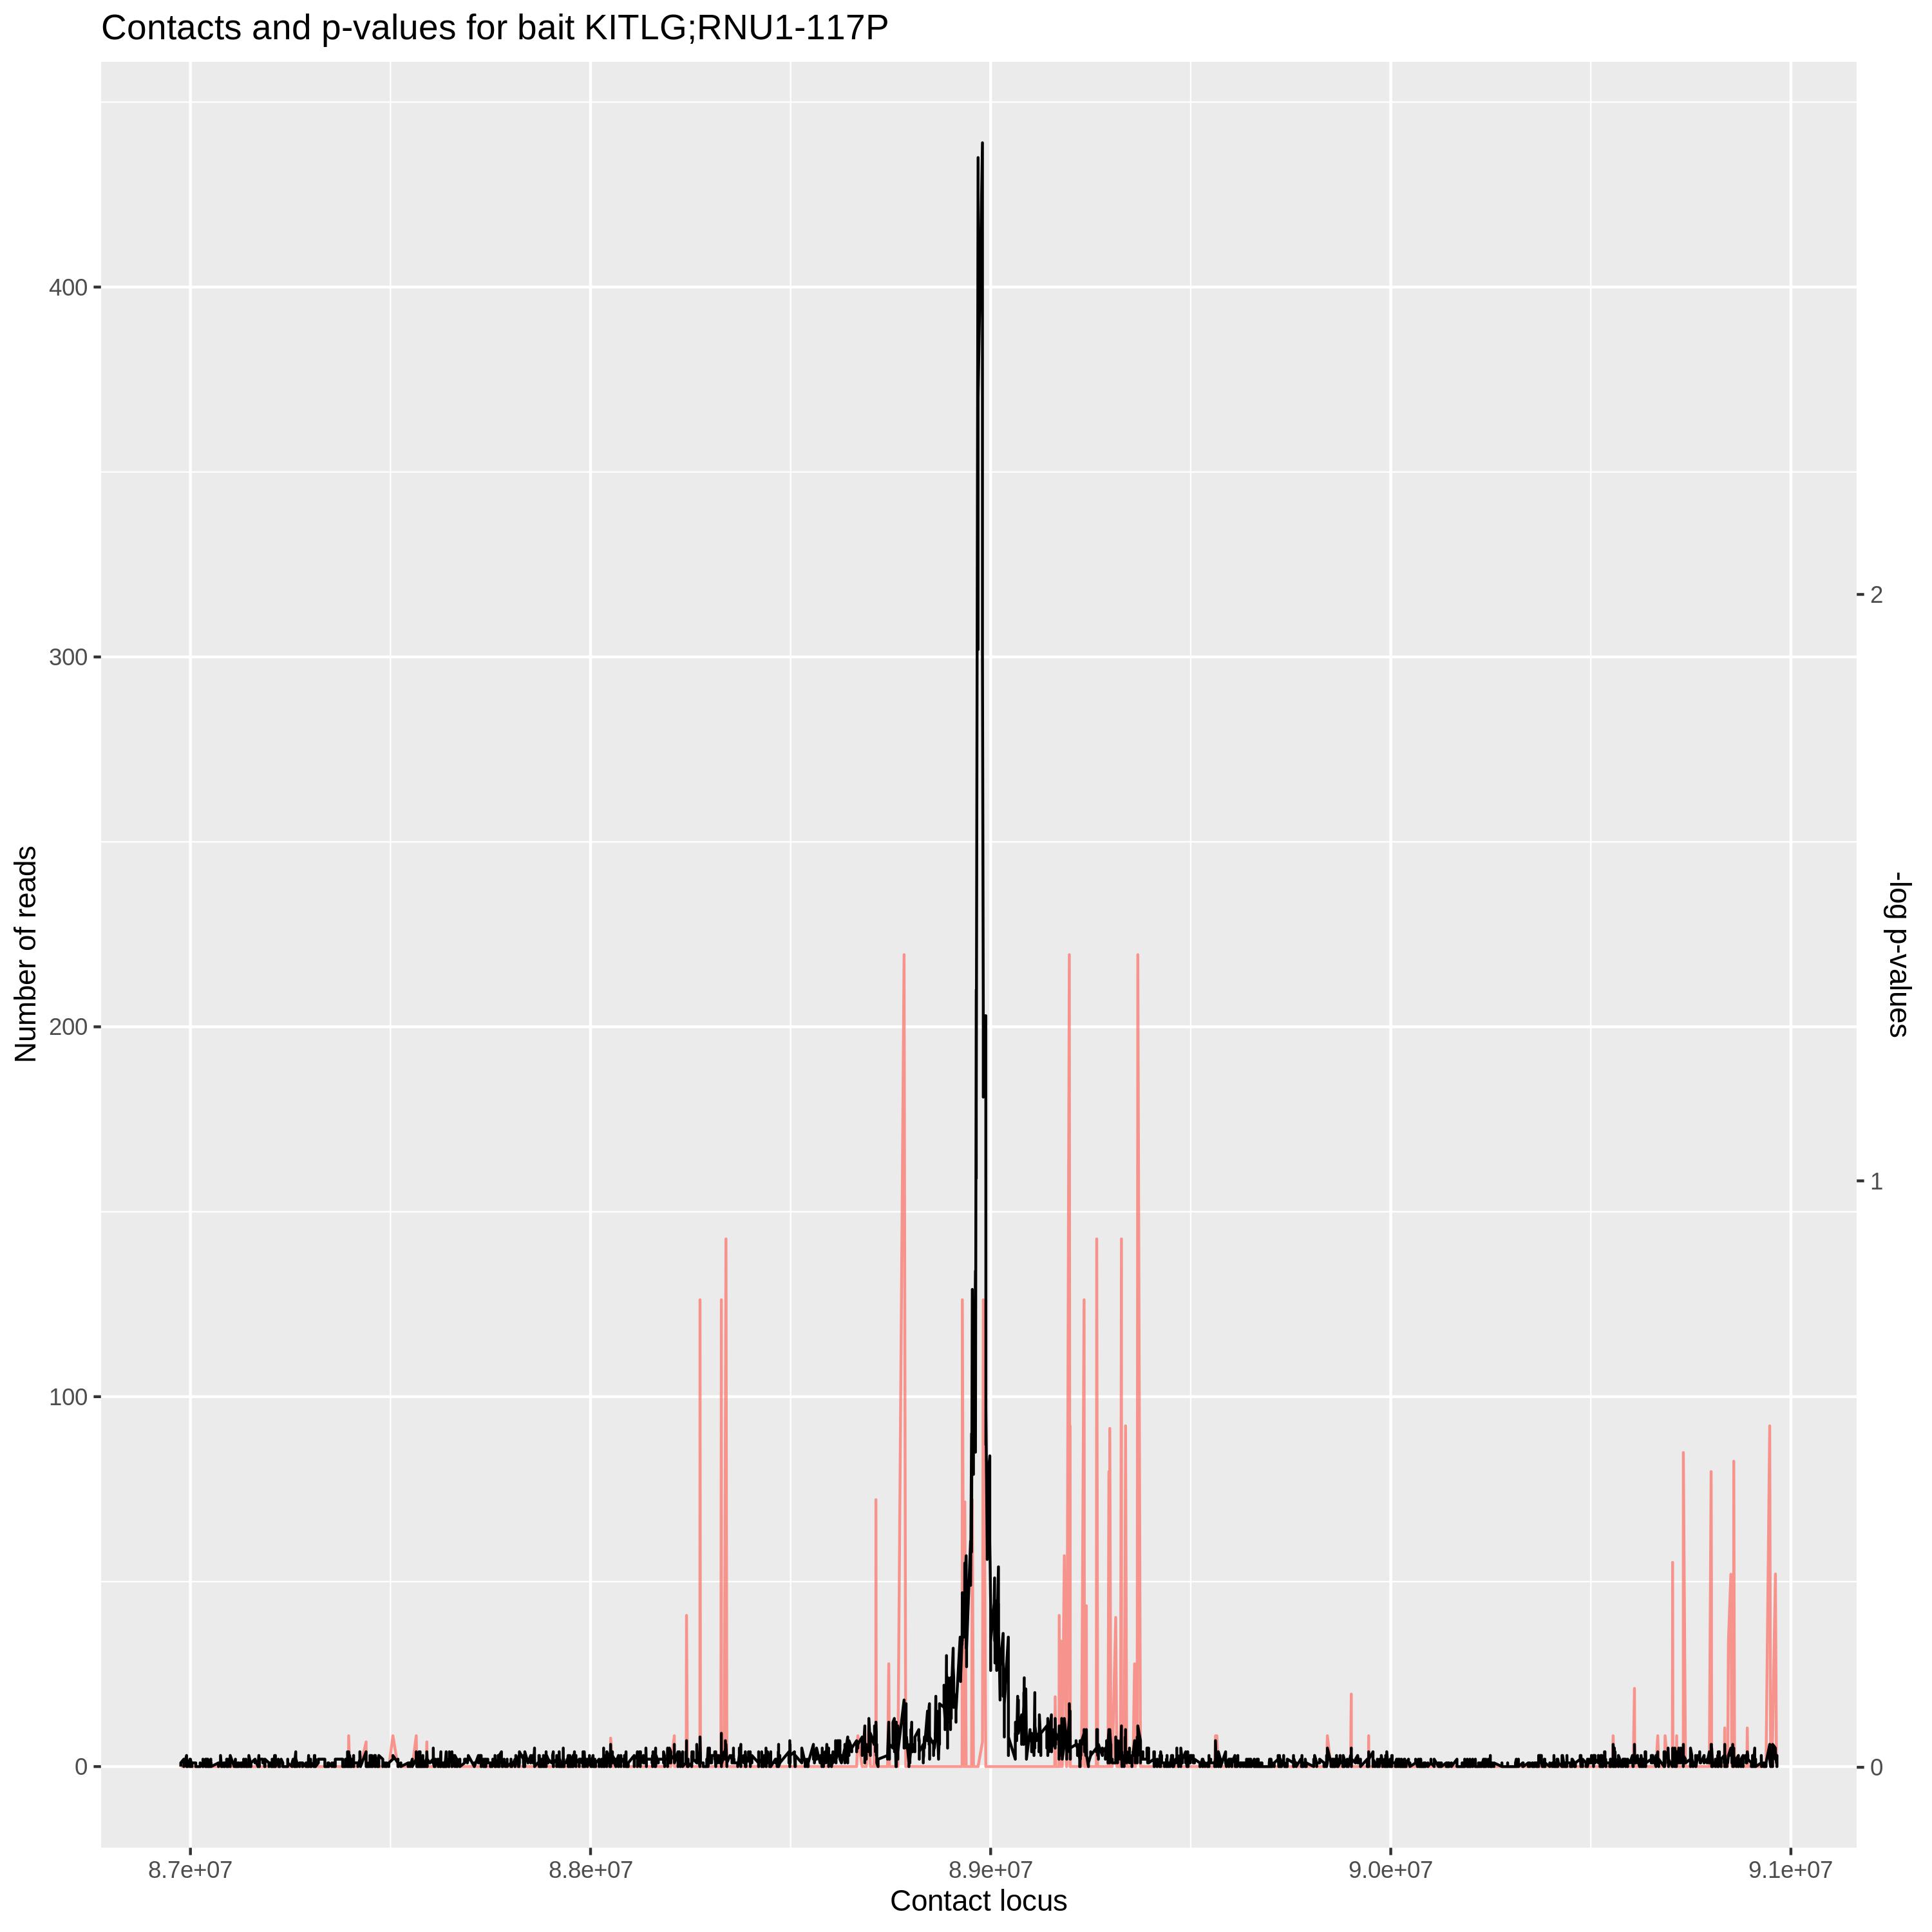 Contacts and p-values for bait KITLG;RNU1-117P
Number of reads
400
300
200
100
0
2
1
0
-log p-values
8.7e+07
8.8e+07
8.9e+07
9.0e+07
9.1e+07
Contact locus